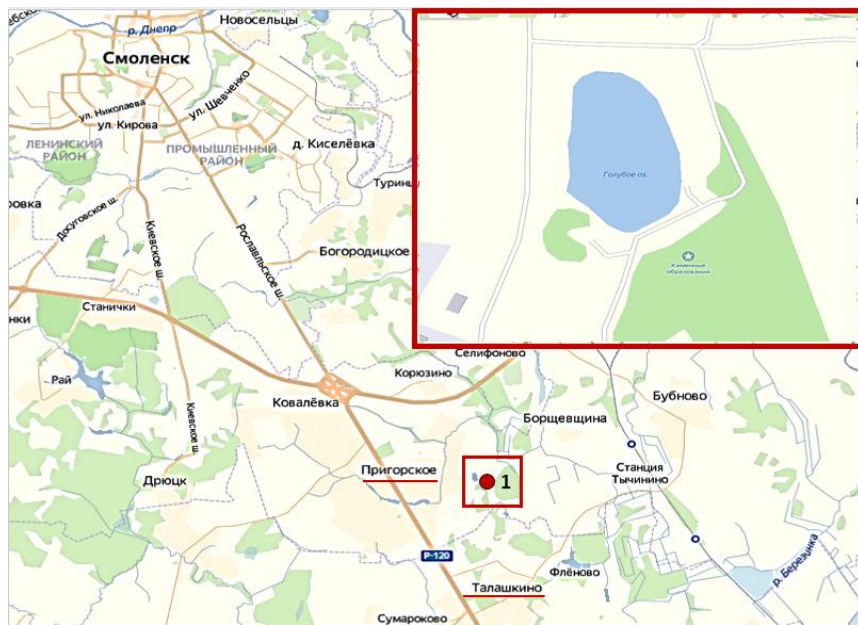 Новосельцы
р. Днепр
Смоленск
ул. Николаева
ул. Шевченко
ул. Кирова
ЛЕНИНСКИЙ
РАЙОН
ПРОМЫШЛЕННЫЙ
РАЙОН
д. Киселёвка
Досуговское ш.
Киевское ш.
Рославльское ш.
Богородицкое
Станички
Рай
Киевское ш.
Ковалёвка
Корюзино
Селифоново
Дрюцк
Пригорское
Борщевщина
Бубново
1
Станция
Тычинино
Р-120
Флёново
Талашкино
Сумароково
р. Березинка
Голубое оз.
Каменные
образования